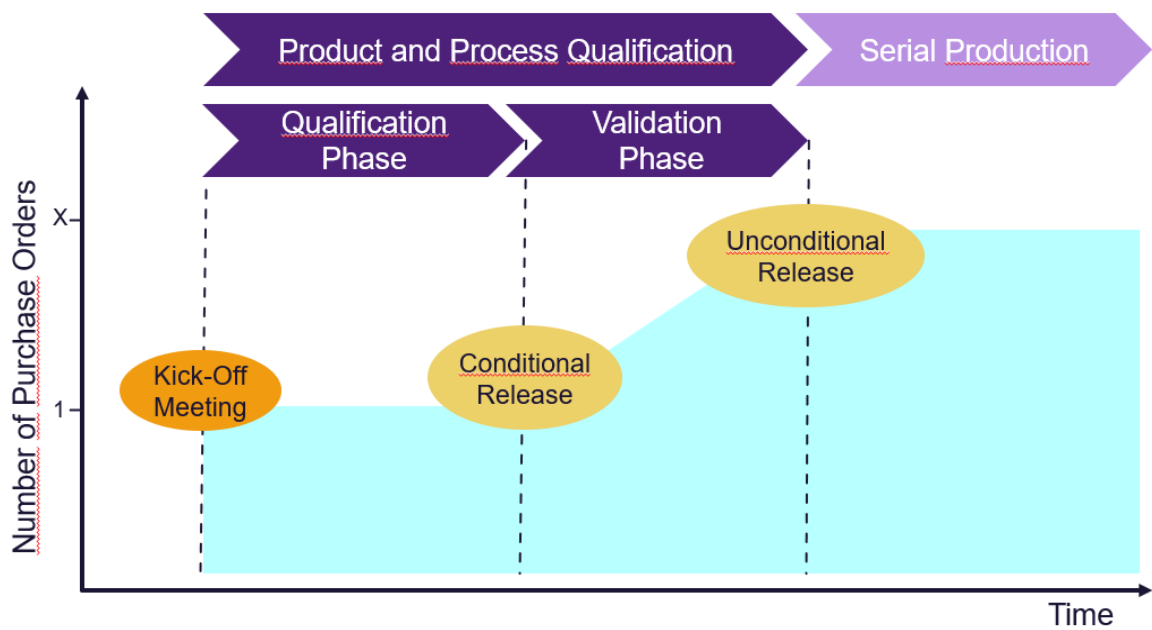 Product and Process Qualification
Serial Production
Qualification
Phase
Validation
Phase
Number of Purchase Orders
X
Unconditional
Release
Kick-Off
Meeting
Conditional
Release
1
Time